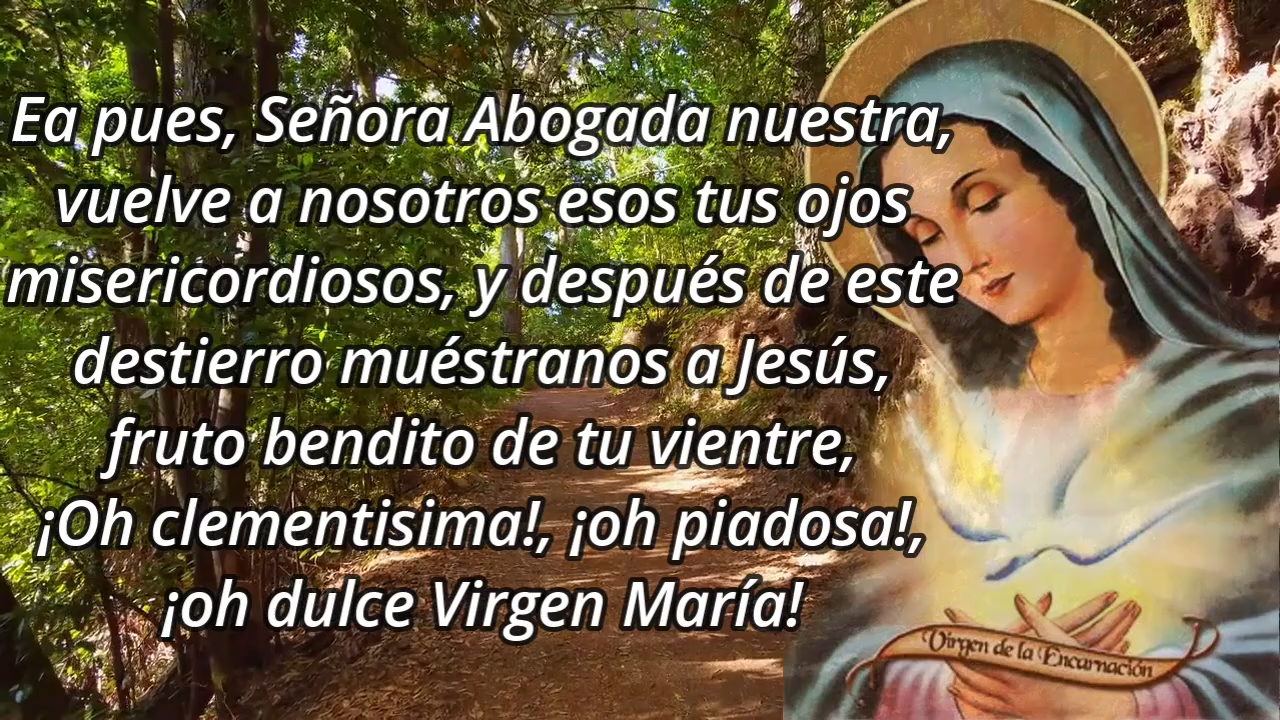 Ea pues, Señora Abogada nuestra,
vuelve a nosotros esos tus ojos
misericordiosos, y después de este
destierro muéstranos a Jesús,
fruto bendito de tu vientre,
¡Oh clementisima!, ¡oh piadosa!,
¡oh dulce Virgen María!
Virgen de la Encarnación